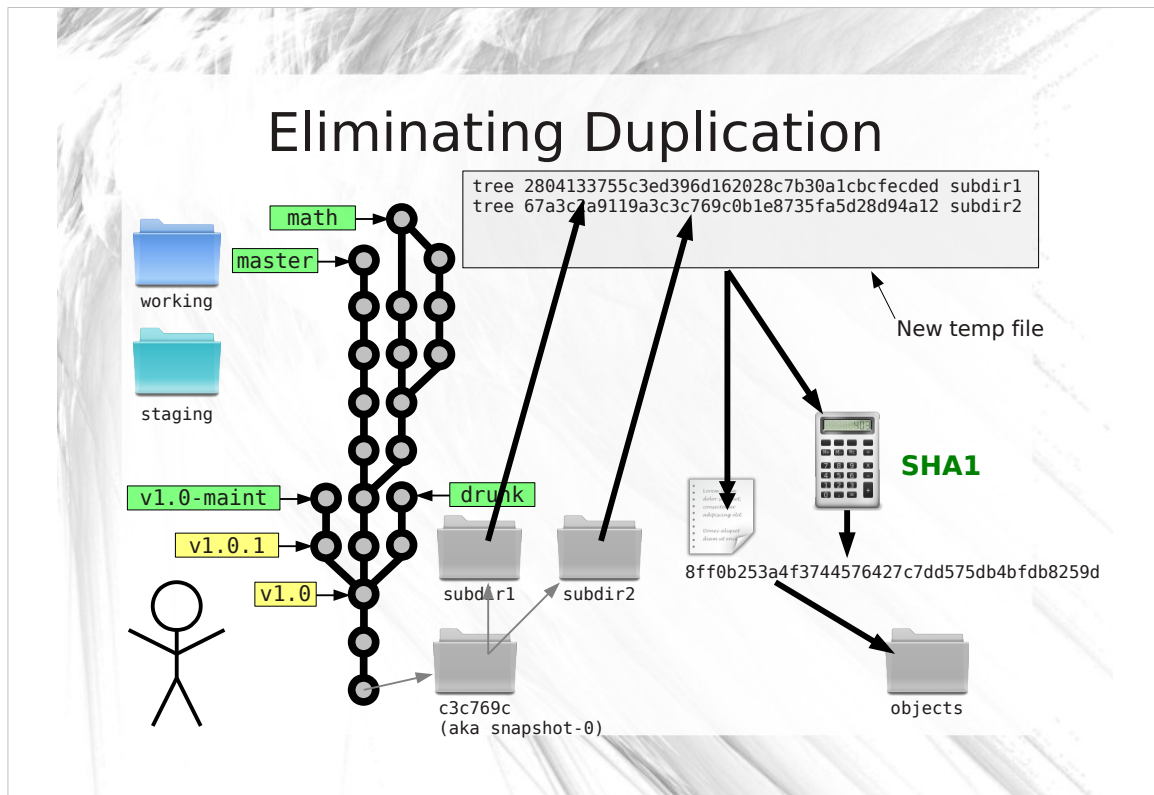 Eliminating Duplication
tree 2804133755c3ed396d162028c7b30a1cbcfecded subdir1
tree 67a3c2a9119a3c3c769c0b1e8735fa5d28d94a12 subdir2
math
master
working
New temp file
staging
SHA1
v1.0-maint
drunk
v1.0.1
8ff0b253a4f3744576427c7dd575db4bfdb8259d
v1.0
subdir1
subdir2
c3c769c
(aka snapshot-0)
objects